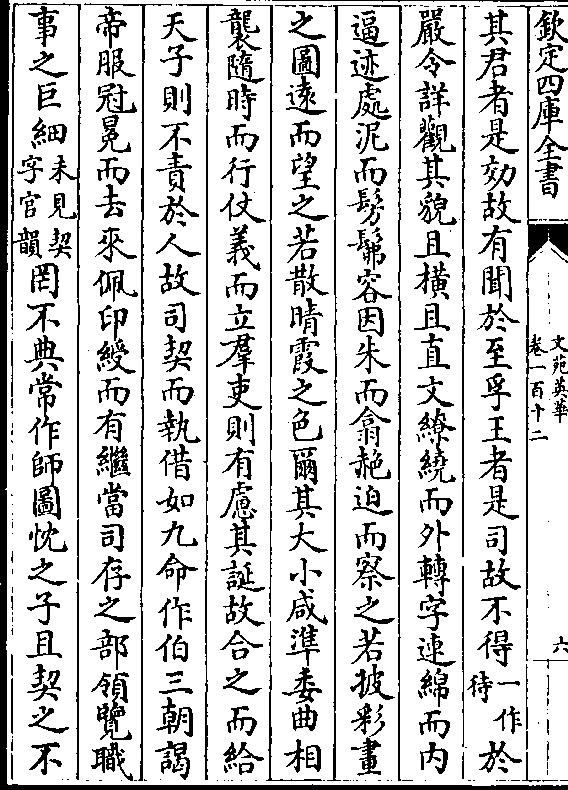 欽定四庫全書
文苑英華
卷一百十二
六
其君者是効故有聞於至孚王者是司故不得一作待於
嚴令詳觀其貌且橫且直文繚繞而外轉字連綿而內
逼迹處泥而髣髴容因朱而翕赩迫而察之若披彩畫
之圖遠而望之若散晴霞之色爾其大小咸準委曲相
襲隨時而行仗義而立羣吏則有慮其誕故合之而給
天子則不責於人故司契而執借如九命作伯三朝謁
帝服冠冕而去來佩印綬而有繼當司存之部領覽職
事之巨細未見契字官韻罔不典常作師圖忱之子且契之不